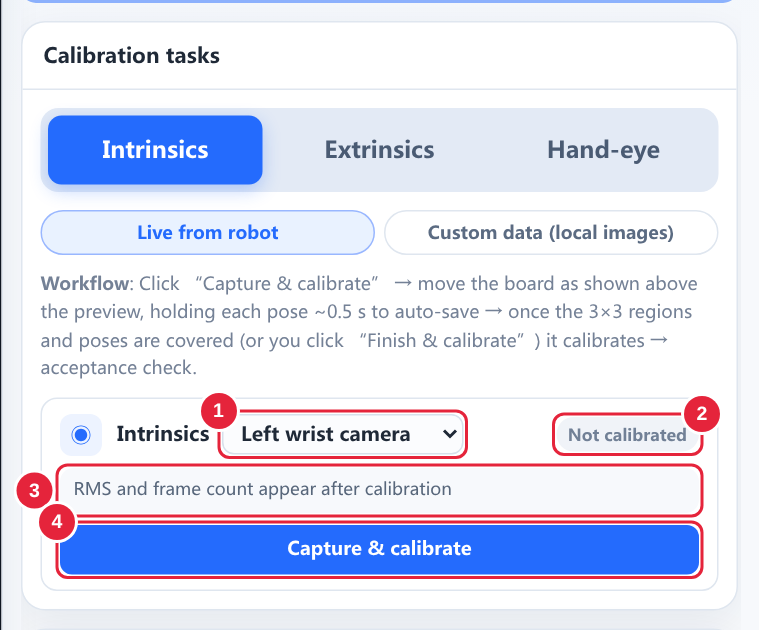 Calibration tasks
Intrinsics Extrinsics Hand-eye
Live from robot Custom data (local images)
Workflow: Click “Capture & calibrate” → move the board as shown above
the preview, holding each pose ~0.5 s to auto-save → once the 3×3 regions
and poses are covered (or you click “Finish & calibrate” ) it calibrates →
acceptance check.
1 2
Intrinsics Left wrist camera Not calibrated
3 RMS and frame count appear after calibration
4
Capture & calibrate